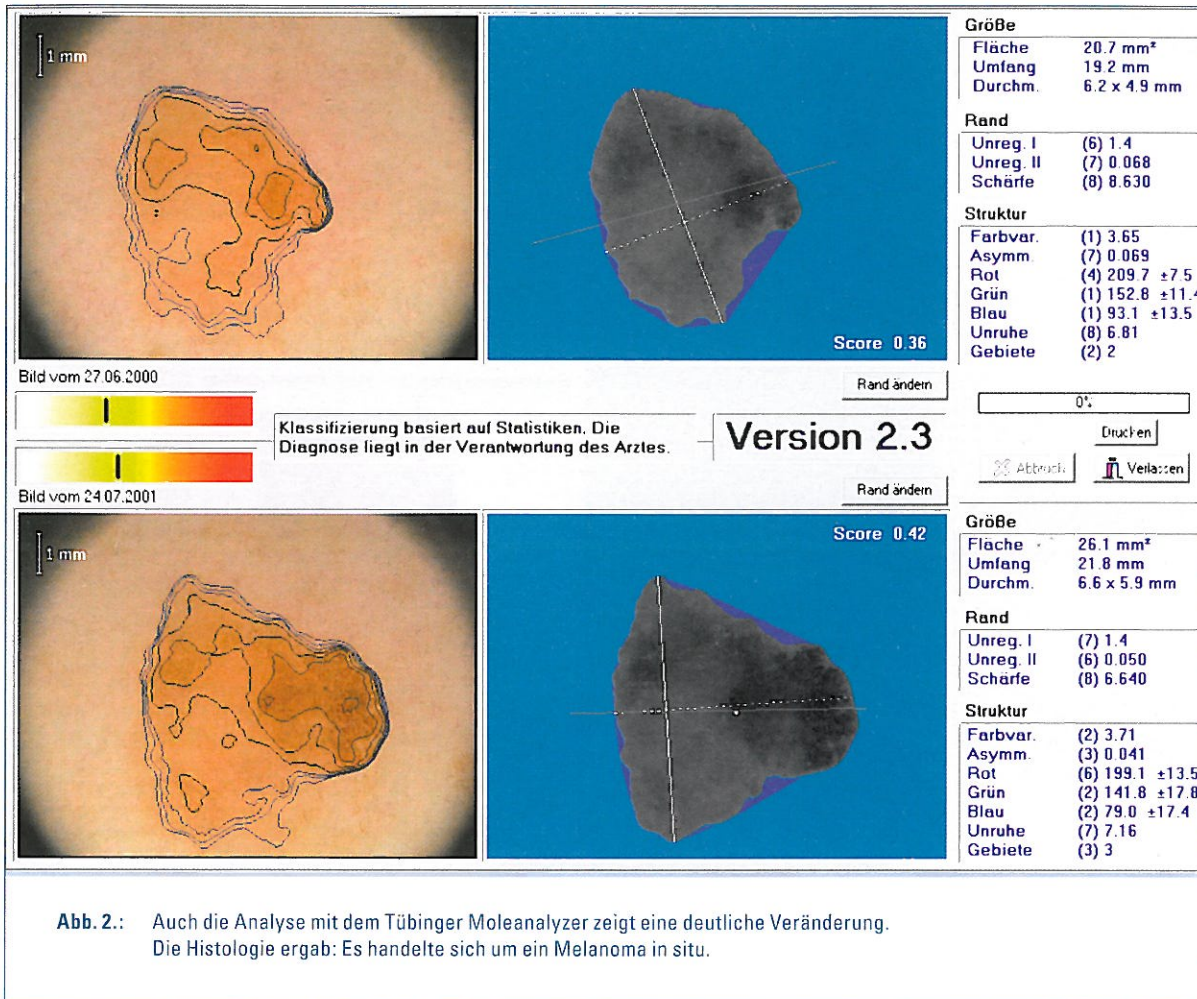 1 mm
Score 0.36
Größe
Fläche 20.7 mm²
Umfang 19.2 mm
Durchm. 6.2 x 4.9 mm
Rand
Unreg. I (6) 1.4
Unreg. II (7) 0.068
Schärfe (8) 8.630
Struktur
Farbvar. (1) 3.65
Asymm. (7) 0.069
Rot (4) 209.7 ±7.5
Grün (1) 152.8 ±11.4
Blau (1) 93.1 ±13.5
Unruhe (8) 6.81
Gebiete (2) 2
Bild vom 27.06.2000
Rand ändern
Klassifizierung basiert auf Statistiken. Die
Diagnose liegt in der Verantwortung des Arztes.
Version 2.3
0%
Drucken
Abbruch
Verlassen
Bild vom 24.07.2001
Rand ändern
1 mm
Score 0.42
Größe
Fläche 26.1 mm²
Umfang 21.8 mm
Durchm. 6.6 x 5.9 mm
Rand
Unreg. I (7) 1.4
Unreg. II (6) 0.050
Schärfe (8) 6.640
Struktur
Farbvar. (2) 3.71
Asymm. (3) 0.041
Rot (6) 199.1 ±13.5
Grün (2) 141.8 ±17.8
Blau (2) 79.0 ±17.4
Unruhe (7) 7.16
Gebiete (3) 3
Abb. 2.: Auch die Analyse mit dem Tübinger Moleanalyzer zeigt eine deutliche Veränderung.
Die Histologie ergab: Es handelte sich um ein Melanoma in situ.